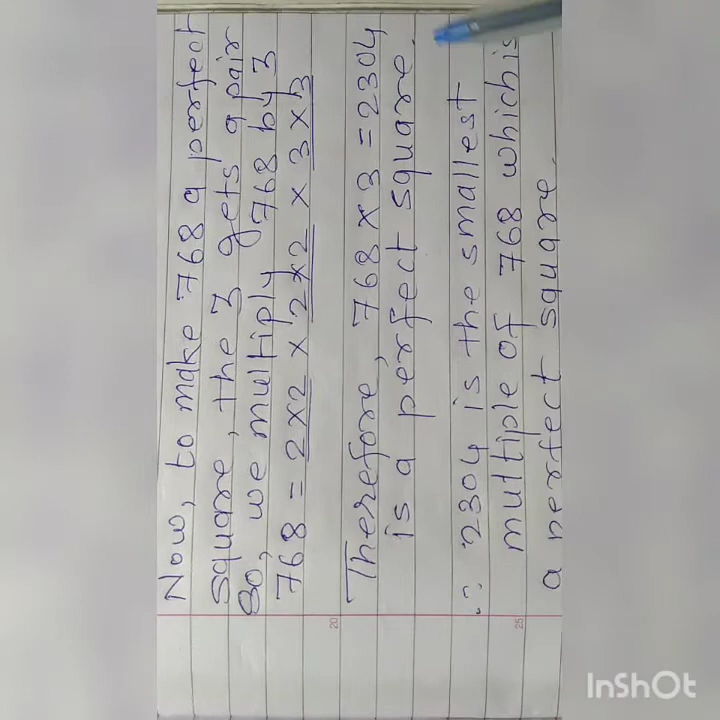 Now, to make 768 a perfect
square, the 3 gets a pair
So, we multiply 768 by 3
768 = 2×2 × 2×2 × 3×3
Therefore, 768×3 = 2304
is a perfect square.
∴ 2304 is the smallest
multiple of 768 which is
a perfect square.
20
25
InShOt